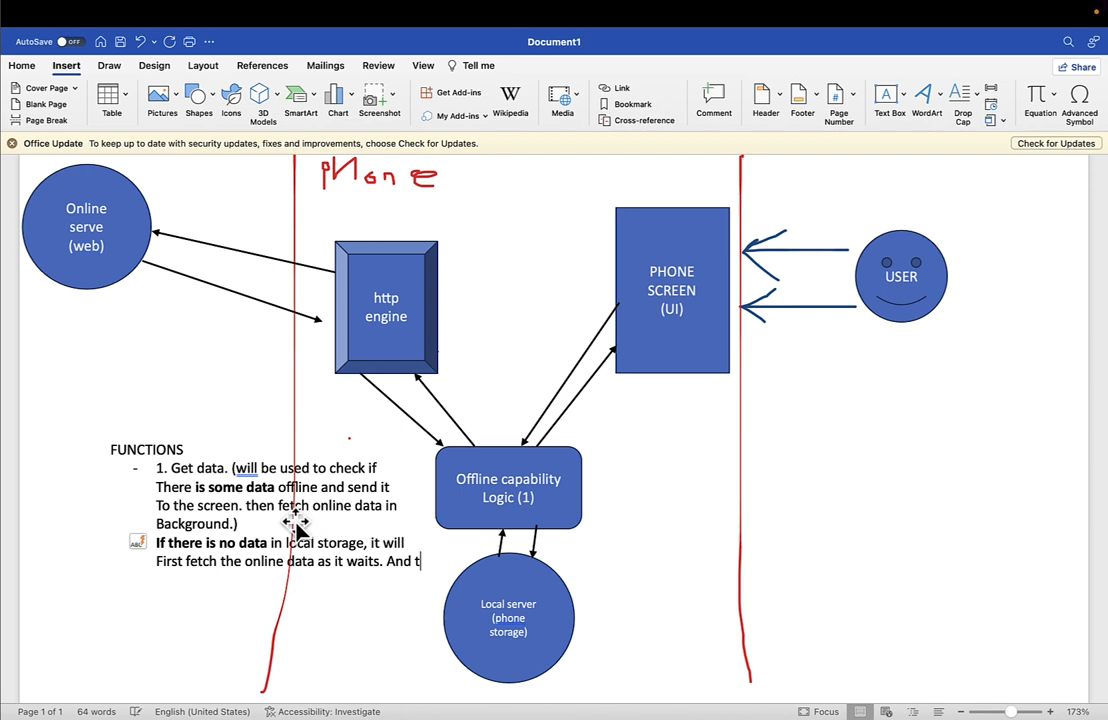 AutoSave OFF
Document1
Home Insert Draw Design Layout References Mailings Review View Tell me
Share
Cover Page
Blank Page
Page Break
Table
Pictures
Shapes
Icons
3D
Models
SmartArt
Chart
Screenshot
Get Add-ins
My Add-ins
W
Wikipedia
Media
Link
Bookmark
Cross-reference
Comment
Header
Footer
#
Page
Number
A
Text Box
A
WordArt
A
Drop
Cap
π
Equation
Ω
Advanced
Symbol
Office Update To keep up to date with security updates, fixes and improvements, choose Check for Updates.
Check for Updates
Phone
Online
serve
(web)
http
engine
PHONE
SCREEN
(UI)
USER
Offline capability
Logic (1)
Local server
(phone
storage)
FUNCTIONS
- 1. Get data. (will be used to check if
There is some data offline and send it
To the screen. then fetch online data in
Background.)
ABC
If there is no data in local storage, it will
First fetch the online data as it waits. And t
Page 1 of 1 64 words English (United States) Accessibility: Investigate
Focus
173%